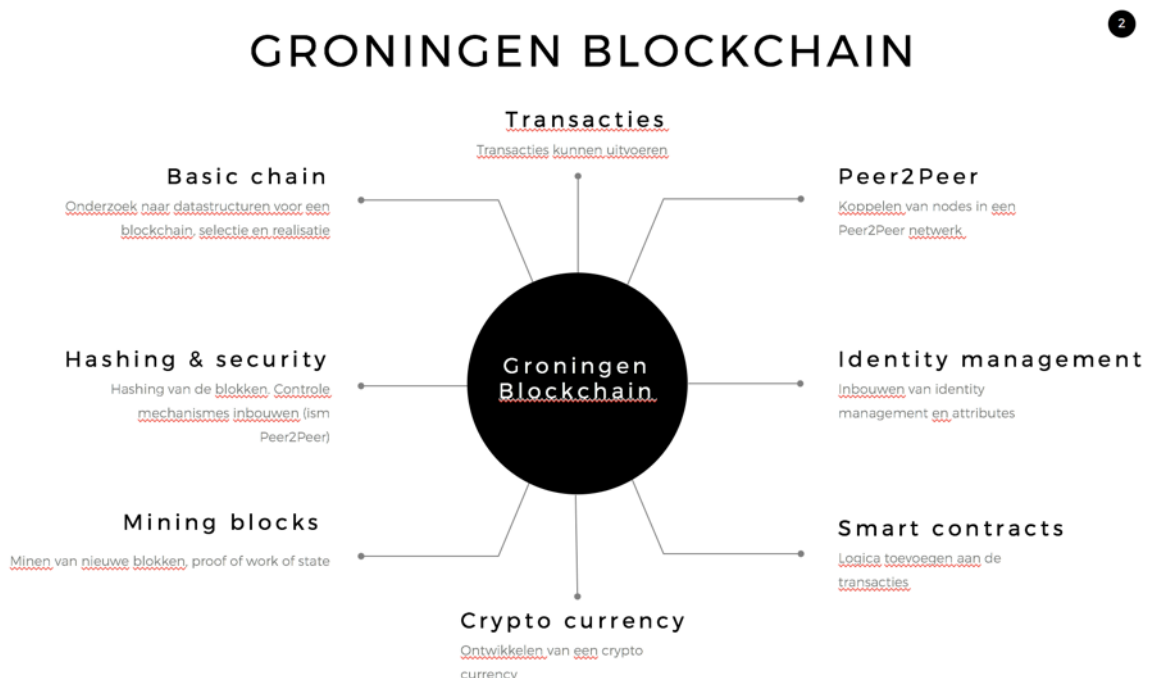 2
GRONINGEN BLOCKCHAIN
Transacties
Transacties kunnen uitvoeren
Basic chain
Onderzoek naar datastructuren voor een
blockchain, selectie en realisatie
Peer2Peer
Koppelen van nodes in een
Peer2Peer netwerk
Hashing & security
Hashing van de blokken. Controle
mechanismes inbouwen (ism
Peer2Peer)
Groningen
Blockchain
Identity management
Inbouwen van identity
management en attributes
Mining blocks
Minen van nieuwe blokken, proof of work of state
Smart contracts
Logica toevoegen aan de
transacties
Crypto currency
Ontwikkelen van een crypto
currency